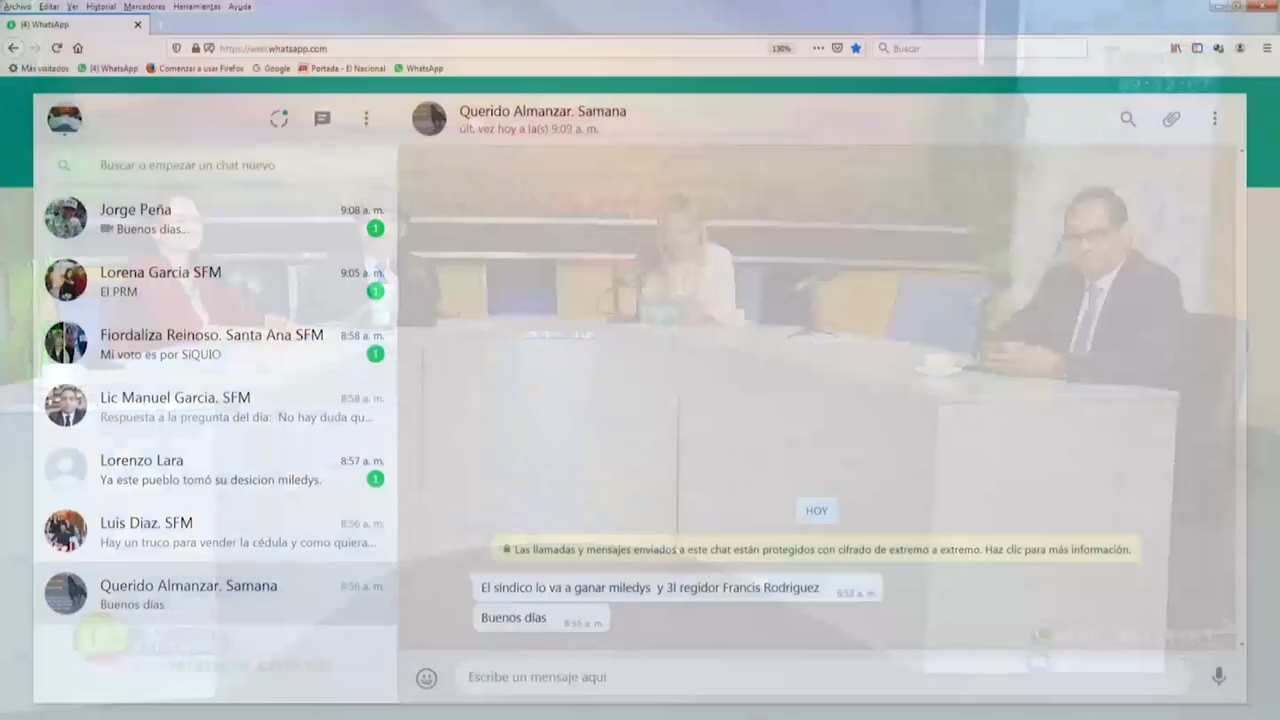 Archivo Editar Ver Historial Marcadores Herramientas Ayuda
(4) WhatsApp
https://web.whatsapp.com
130%
Buscar
Más visitados
(4) WhatsApp
Comenzar a usar Firefox
Google
Portada - El Nacional
WhatsApp
Querido Almanzar. Samana
últ. vez hoy a la(s) 9:09 a. m.
Buscar o empezar un chat nuevo
Jorge Peña 9:08 a. m.
Buenos días... 1
Lorena Garcia SFM 9:05 a. m.
El PRM 1
Fiordaliza Reinoso. Santa Ana SFM 8:58 a. m.
Mi voto es por SIQUIO 1
Lic Manuel Garcia. SFM 8:58 a. m.
Respuesta a la pregunta del día: No hay duda qu...
Lorenzo Lara 8:57 a. m.
Ya este pueblo tomó su desicion miledys. 1
Luis Diaz. SFM 8:56 a. m.
Hay un truco para vender la cédula y como quiera...
Querido Almanzar. Samana 8:56 a. m.
Buenos días
HOY
Las llamadas y mensajes enviados a este chat están protegidos con cifrado de extremo a extremo. Haz clic para más información.
El síndico lo va a ganar miledys y 3l regidor Francis Rodriguez 8:53 a. m.
Buenos días 8:56 a. m.
Escribe un mensaje aquí